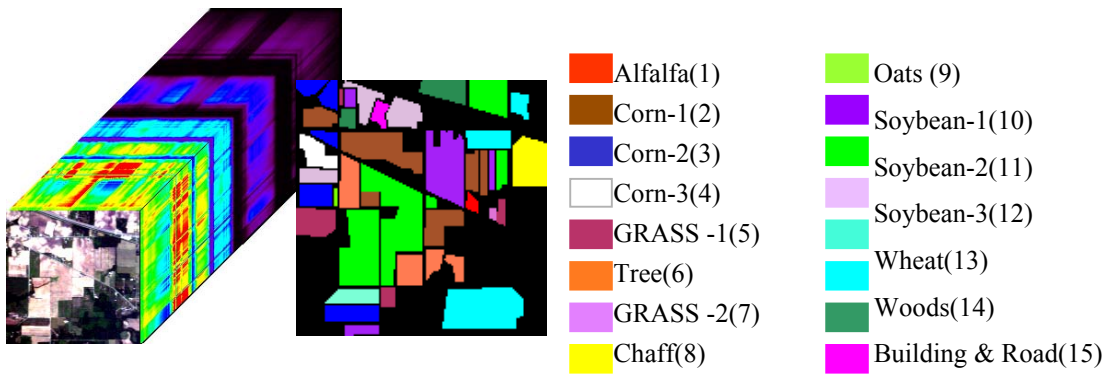 Alfalfa(1)
Corn-1(2)
Corn-2(3)
Corn-3(4)
GRASS -1(5)
Tree(6)
GRASS -2(7)
Chaff(8)
Oats (9)
Soybean-1(10)
Soybean-2(11)
Soybean-3(12)
Wheat(13)
Woods(14)
Building & Road(15)